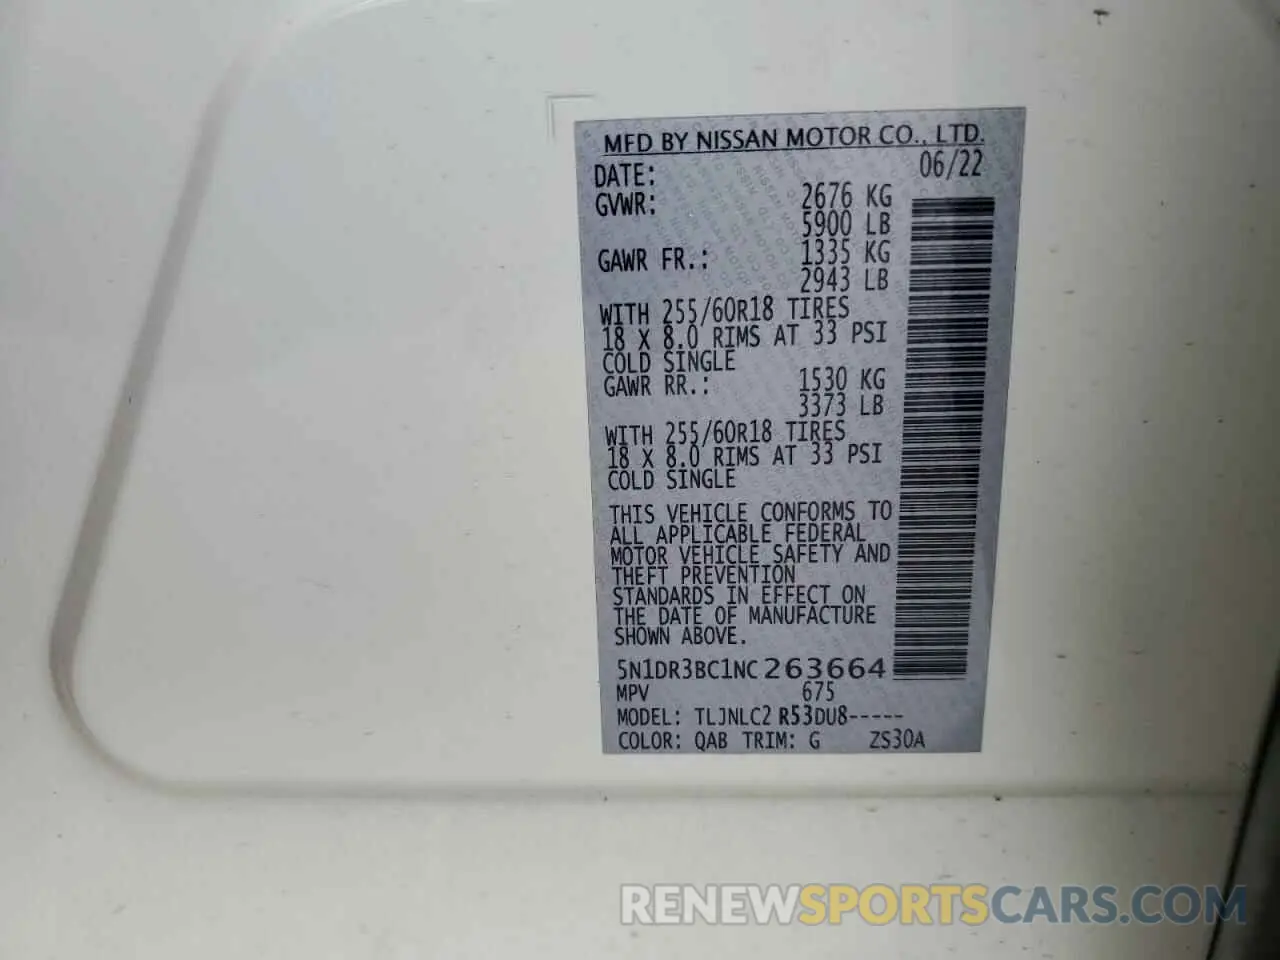 MFD BY NISSAN MOTOR CO., LTD.
DATE: 06/22
GVWR: 2676 KG
5900 LB
GAWR FR.: 1335 KG
2943 LB
WITH 255/60R18 TIRES
18 X 8.0 RIMS AT 33 PSI
COLD SINGLE
GAWR RR.: 1530 KG
3373 LB
WITH 255/60R18 TIRES
18 X 8.0 RIMS AT 33 PSI
COLD SINGLE
THIS VEHICLE CONFORMS TO
ALL APPLICABLE FEDERAL
MOTOR VEHICLE SAFETY AND
THEFT PREVENTION
STANDARDS IN EFFECT ON
THE DATE OF MANUFACTURE
SHOWN ABOVE.
5N1DR3BC1NC263664
MPV 675
MODEL: TLJNLC2 R53DU8-----
COLOR: QAB TRIM: G ZS30A
RENEWSPORTSCARS.COM